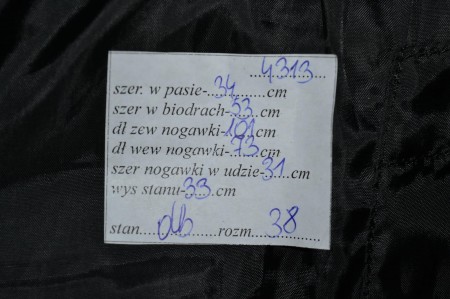 4313
szer. w pasie-34 cm
szer w biodrach-53 cm
dł zew nogawki-101 cm
dł wew nogawki-73 cm
szer nogawki w udzie-31 cm
wys stanu-33 cm
stan db rozm 38